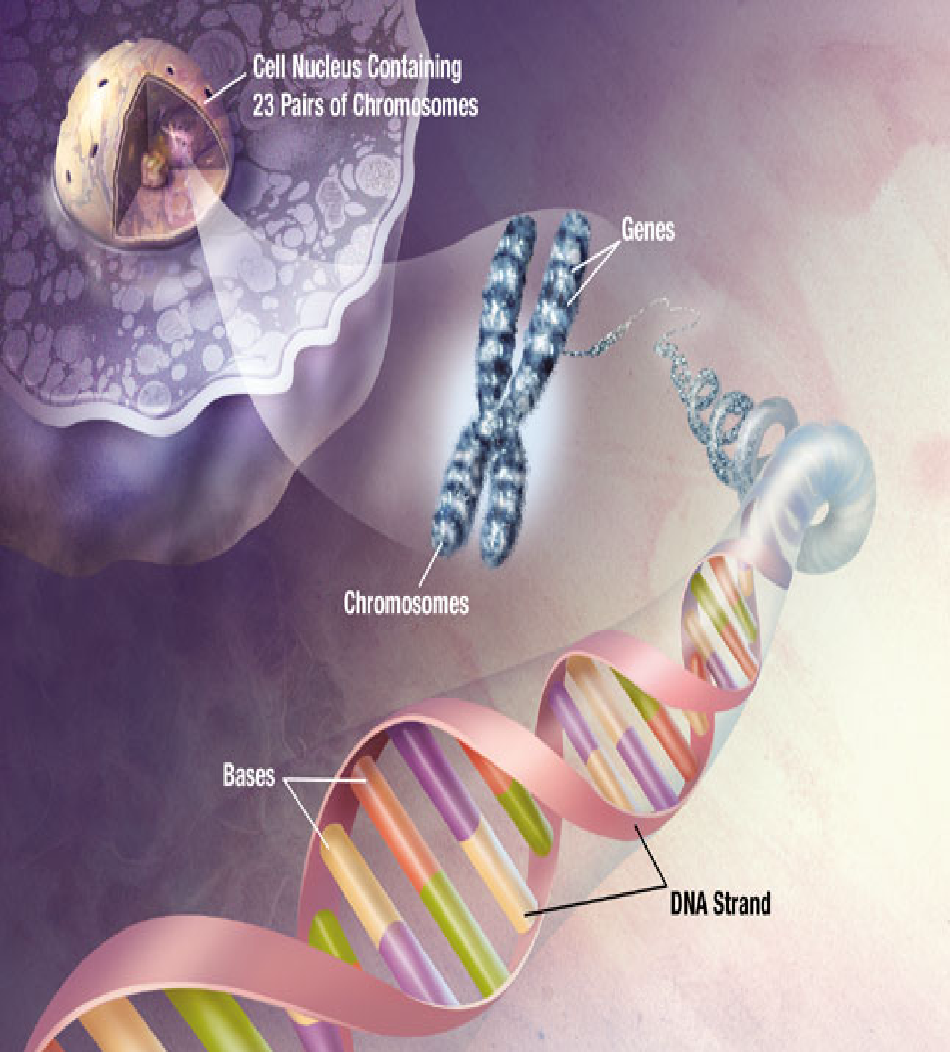 Cell Nucleus Containing
23 Pairs of Chromosomes
Genes
Chromosomes
Bases
DNA Strand